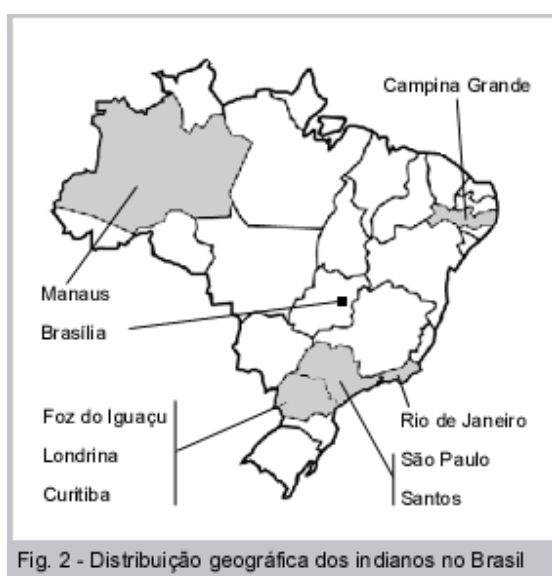 Campina Grande
Manaus
Brasília
Foz do Iguaçu
Londrina
Curitiba
Rio de Janeiro
São Paulo
Santos
Fig. 2 - Distribuição geográfica dos indianos no Brasil